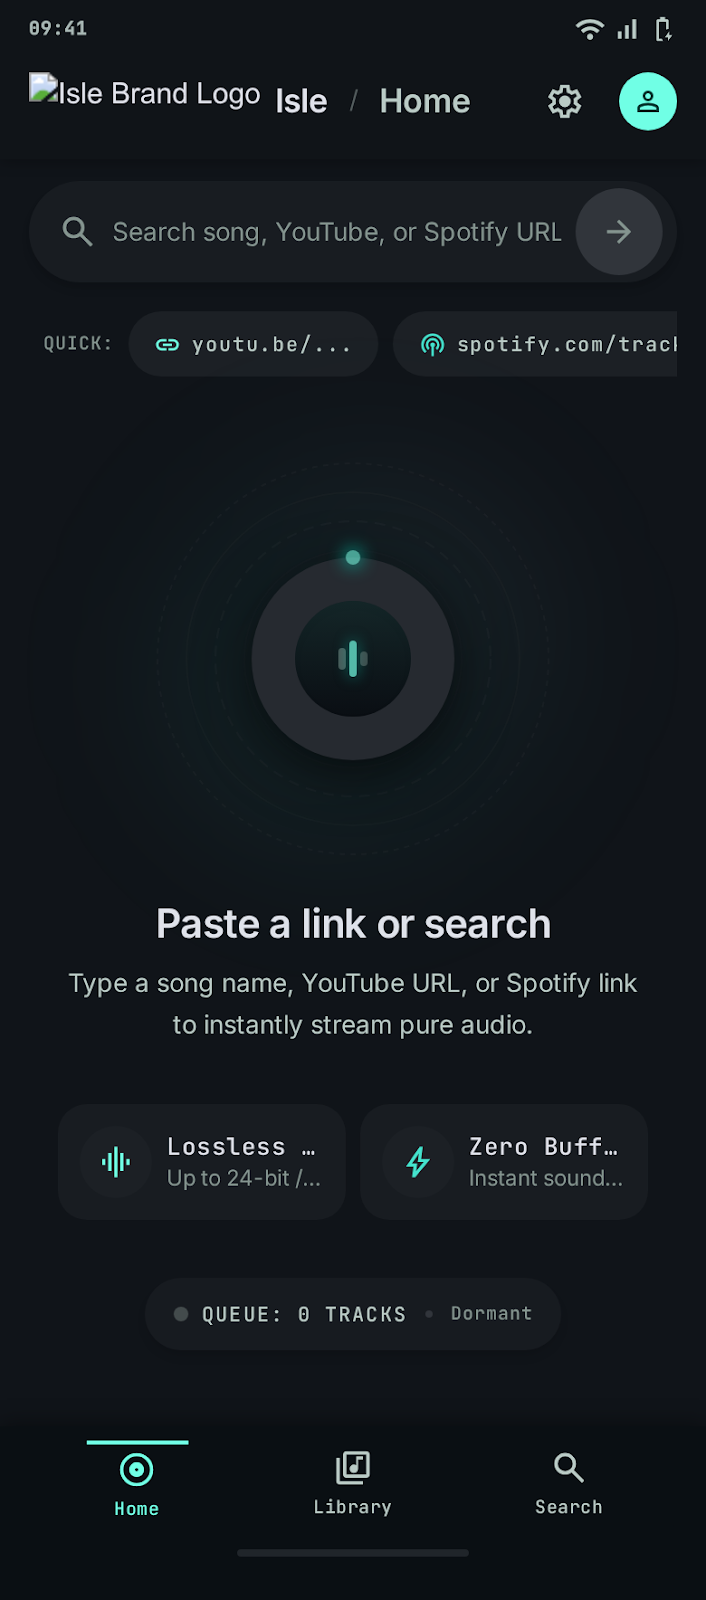 09:41
Isle Brand Logo Isle / Home
Search song, YouTube, or Spotify URL
QUICK: youtu.be/... spotify.com/track
Paste a link or search
Type a song name, YouTube URL, or Spotify link
to instantly stream pure audio.
Lossless …
Up to 24-bit /…
Zero Buff…
Instant sound…
QUEUE: 0 TRACKS • Dormant
Home
Library
Search